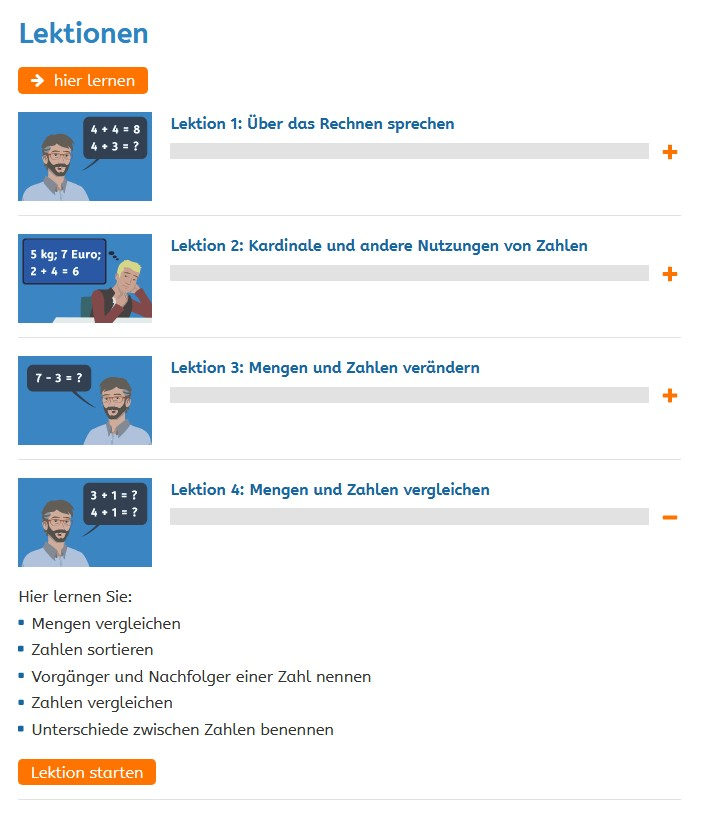 Lektionen
hier lernen
4 + 4 = 8
4 + 3 = ?
Lektion 1: Über das Rechnen sprechen
5 kg; 7 Euro;
2 + 4 = 6
Lektion 2: Kardinale und andere Nutzungen von Zahlen
7 - 3 = ?
Lektion 3: Mengen und Zahlen verändern
3 + 1 = ?
4 + 1 = ?
Lektion 4: Mengen und Zahlen vergleichen
Hier lernen Sie:
Mengen vergleichen
Zahlen sortieren
Vorgänger und Nachfolger einer Zahl nennen
Zahlen vergleichen
Unterschiede zwischen Zahlen benennen
Lektion starten